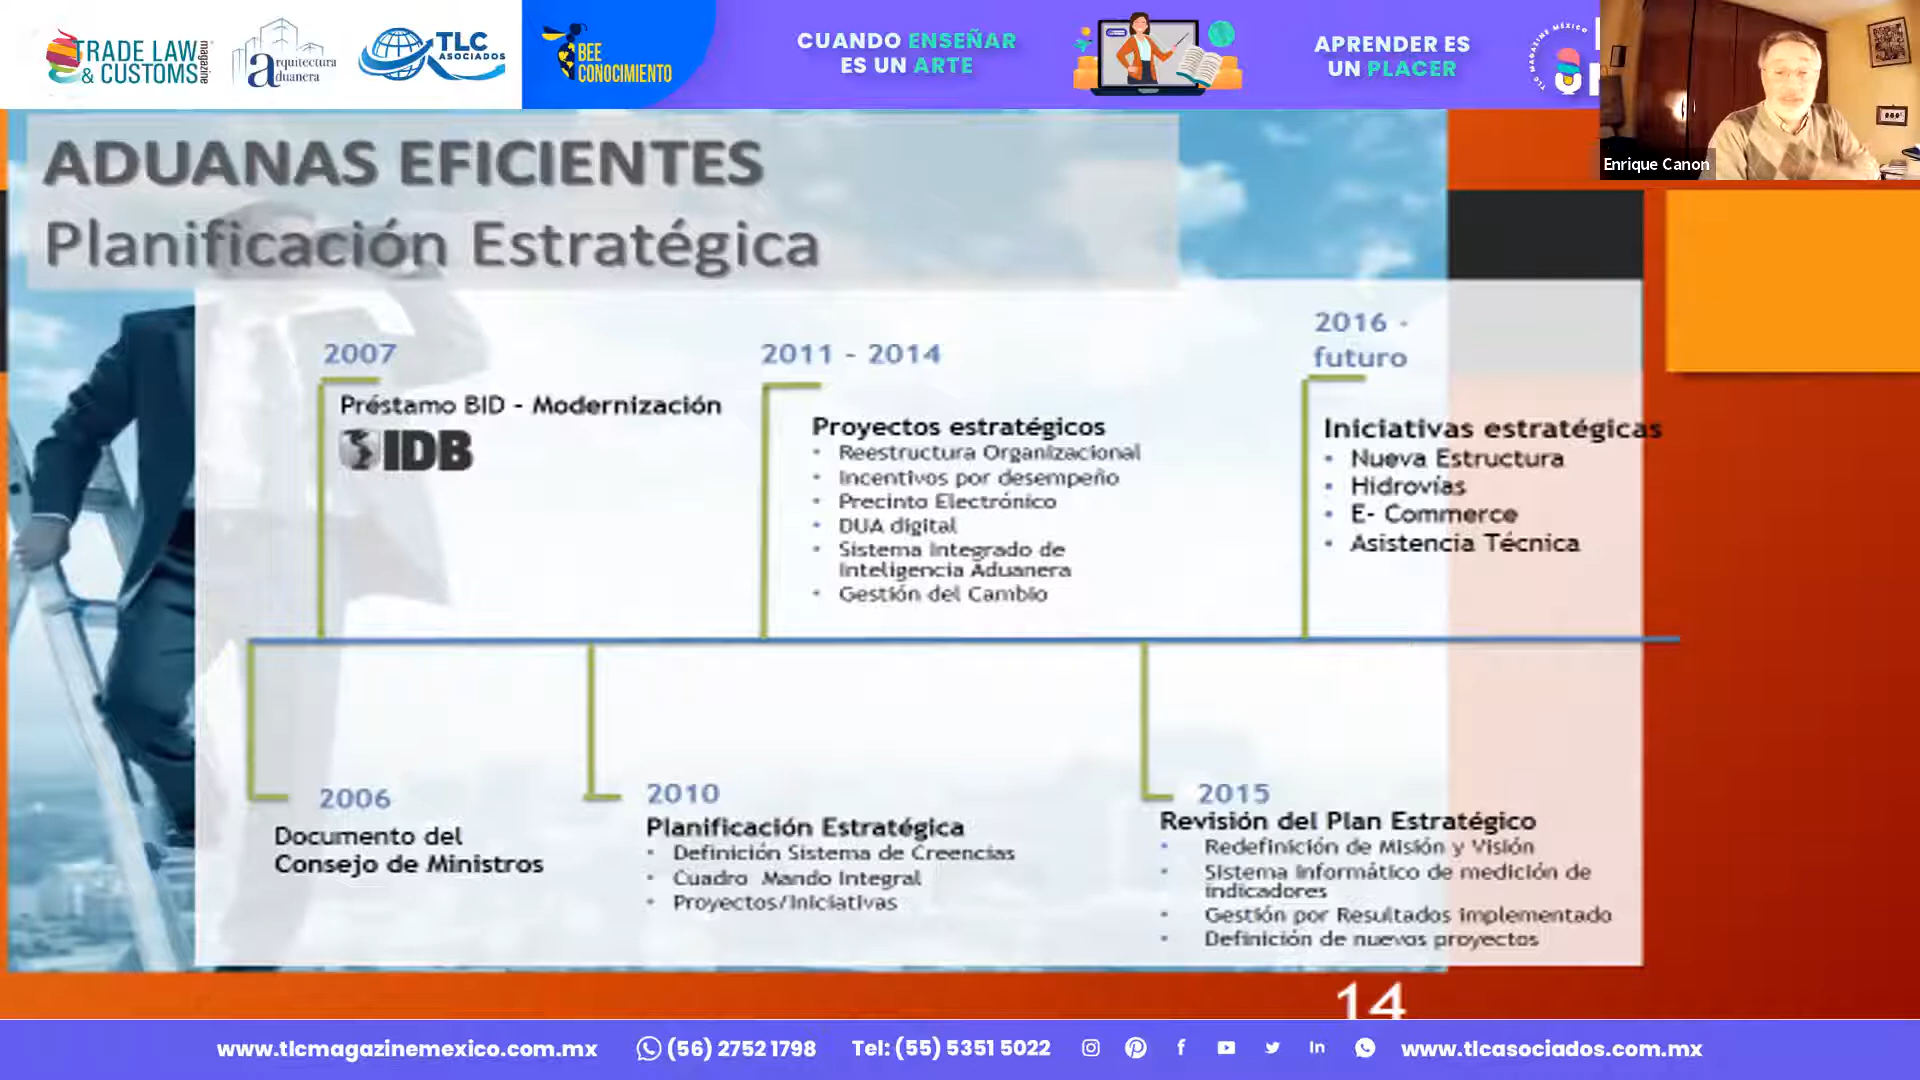 TRADE LAW
& CUSTOMS
magazine
arquitectura
aduanera
TLC
ASOCIADOS
BEE
CONOCIMIENTO
CUANDO ENSEÑAR
ES UN ARTE
APRENDER ES
UN PLACER
TLC MAGAZINE MÉXICO
Enrique Canon
ADUANAS EFICIENTES
Planificación Estratégica
2007
Préstamo BID - Modernización
IDB
2011 - 2014
Proyectos estratégicos
• Reestructura Organizacional
• Incentivos por desempeño
• Precinto Electrónico
• DUA digital
• Sistema Integrado de
Inteligencia Aduanera
• Gestión del Cambio
2016 -
futuro
Iniciativas estratégicas
• Nueva Estructura
• Hidrovías
• E- Commerce
• Asistencia Técnica
2006
Documento del
Consejo de Ministros
2010
Planificación Estratégica
• Definición Sistema de Creencias
• Cuadro Mando Integral
• Proyectos/Iniciativas
2015
Revisión del Plan Estratégico
• Redefinición de Misión y Visión
• Sistema Informático de medición de
indicadores
• Gestión por Resultados implementado
• Definición de nuevos proyectos
14
www.tlcmagazinemexico.com.mx
(56) 2752 1798
Tel: (55) 5351 5022
www.tlcasociados.com.mx